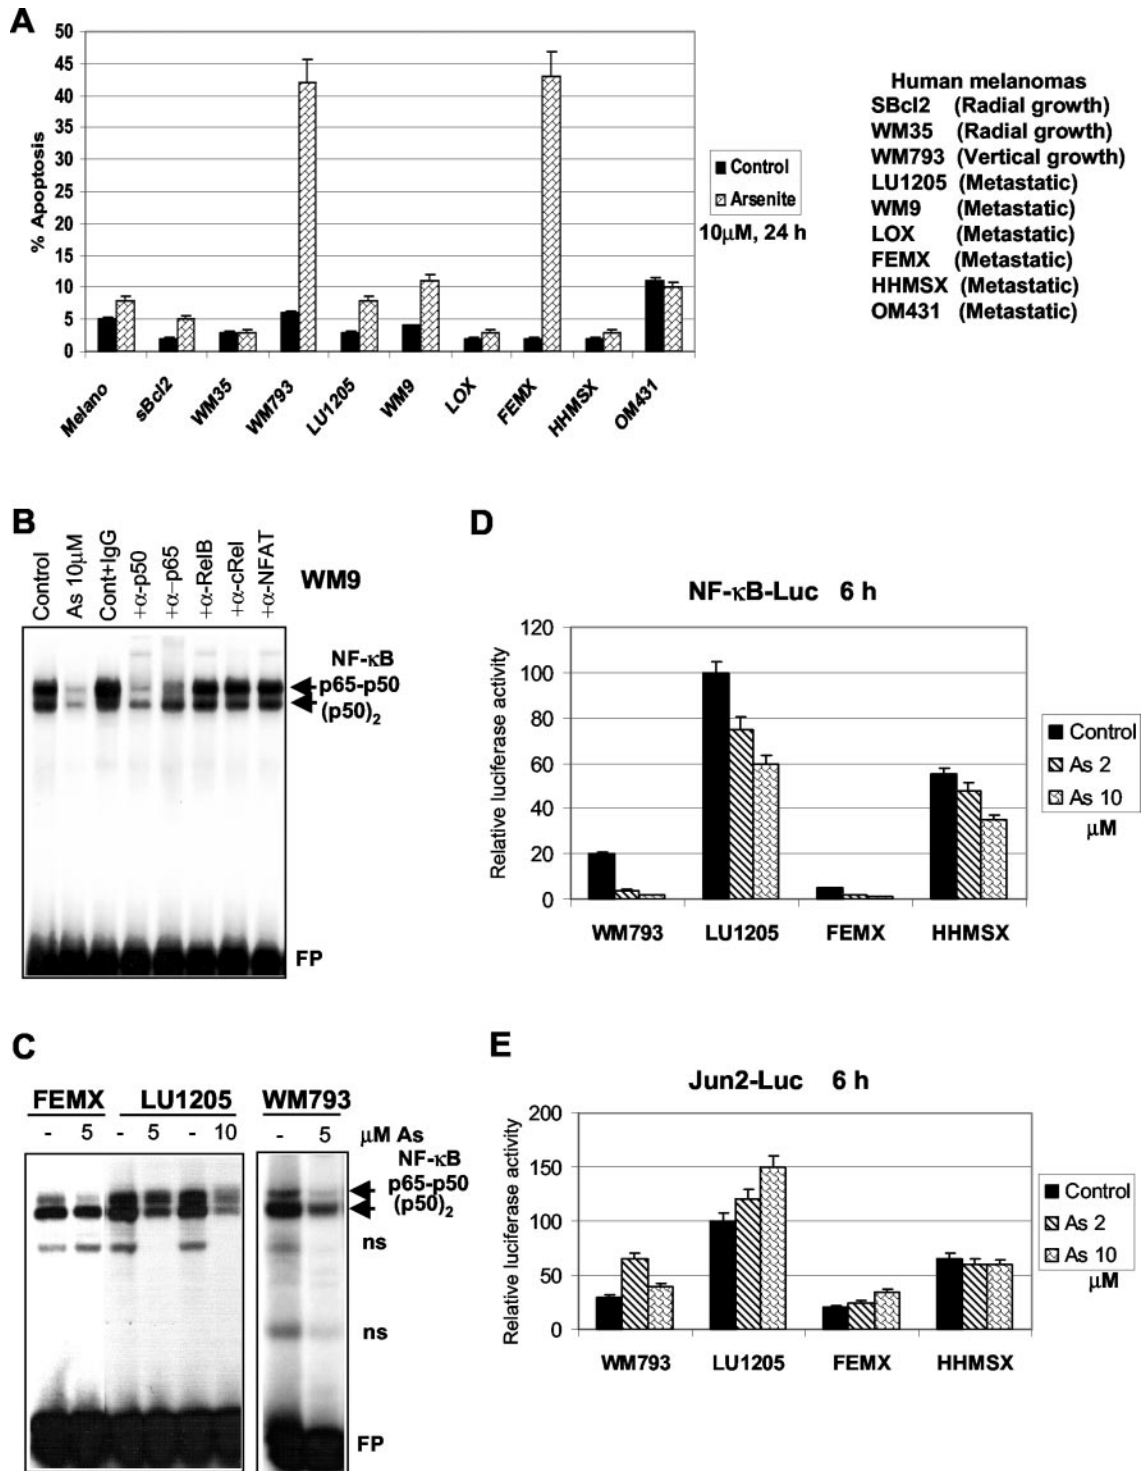 A
50
45
40
35
30
25
20
15
10
5
0
% Apoptosis
Melano
sBcl2
WM35
WM793
LU1205
WM9
LOX
FEMX
HHMSX
OM431
Control
Arsenite
10μM, 24 h
Human melanomas
SBcl2 (Radial growth)
WM35 (Radial growth)
WM793 (Vertical growth)
LU1205 (Metastatic)
WM9 (Metastatic)
LOX (Metastatic)
FEMX (Metastatic)
HHMSX (Metastatic)
OM431 (Metastatic)
B
Control
As 10μM
Cont+IgG
+α-p50
+α-p65
+α-RelB
+α-cRel
+α-NFAT
WM9
NF-κB
p65-p50
(p50)₂
FP
D
NF-κB-Luc 6 h
120
100
80
60
40
20
0
Relative luciferase activity
WM793 LU1205 FEMX HHMSX
Control
As 2
As 10
μM
C
FEMX LU1205 WM793
- 5 - 5 - 10 - 5 μM As
NF-κB
p65-p50
(p50)₂
ns
ns
FP
E
Jun2-Luc 6 h
200
150
100
50
0
Relative luciferase activity
WM793 LU1205 FEMX HHMSX
Control
As 2
As 10
μM